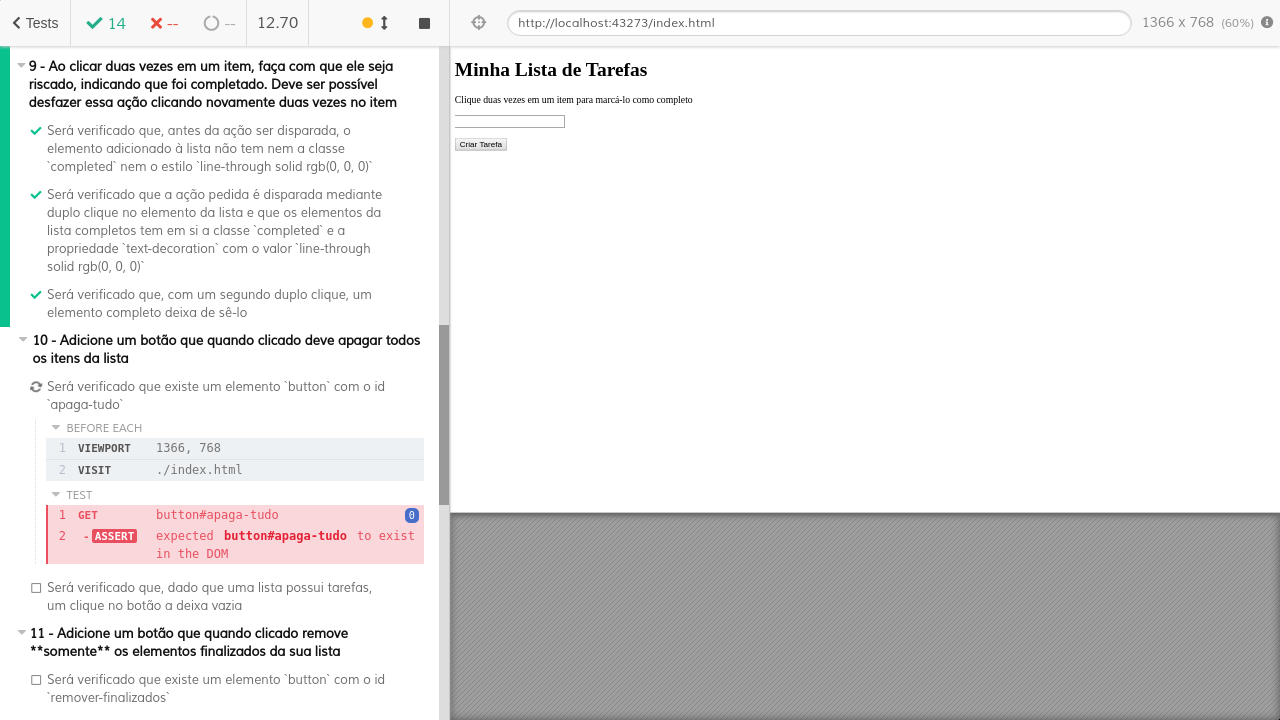 Tests 14 -- -- 12.70
http://localhost:43273/index.html 1366 x 768 (60%)
9 - Ao clicar duas vezes em um item, faça com que ele seja
riscado, indicando que foi completado. Deve ser possível
desfazer essa ação clicando novamente duas vezes no item
Será verificado que, antes da ação ser disparada, o
elemento adicionado à lista não tem nem a classe
`completed` nem o estilo `line-through solid rgb(0, 0, 0)`
Será verificado que a ação pedida é disparada mediante
duplo clique no elemento da lista e que os elementos da
lista completos tem em si a classe `completed` e a
propriedade `text-decoration` com o valor `line-through
solid rgb(0, 0, 0)`
Será verificado que, com um segundo duplo clique, um
elemento completo deixa de sê-lo
10 - Adicione um botão que quando clicado deve apagar todos
os itens da lista
Será verificado que existe um elemento `button` com o id
`apaga-tudo`
BEFORE EACH
1 VIEWPORT 1366, 768
2 VISIT ./index.html
TEST
1 GET button#apaga-tudo 0
2 -ASSERT expected button#apaga-tudo to exist
in the DOM
Será verificado que, dado que uma lista possui tarefas,
um clique no botão a deixa vazia
11 - Adicione um botão que quando clicado remove
**somente** os elementos finalizados da sua lista
Será verificado que existe um elemento `button` com o id
`remover-finalizados`
Minha Lista de Tarefas
Clique duas vezes em um item para marcá-lo como completo
Criar Tarefa